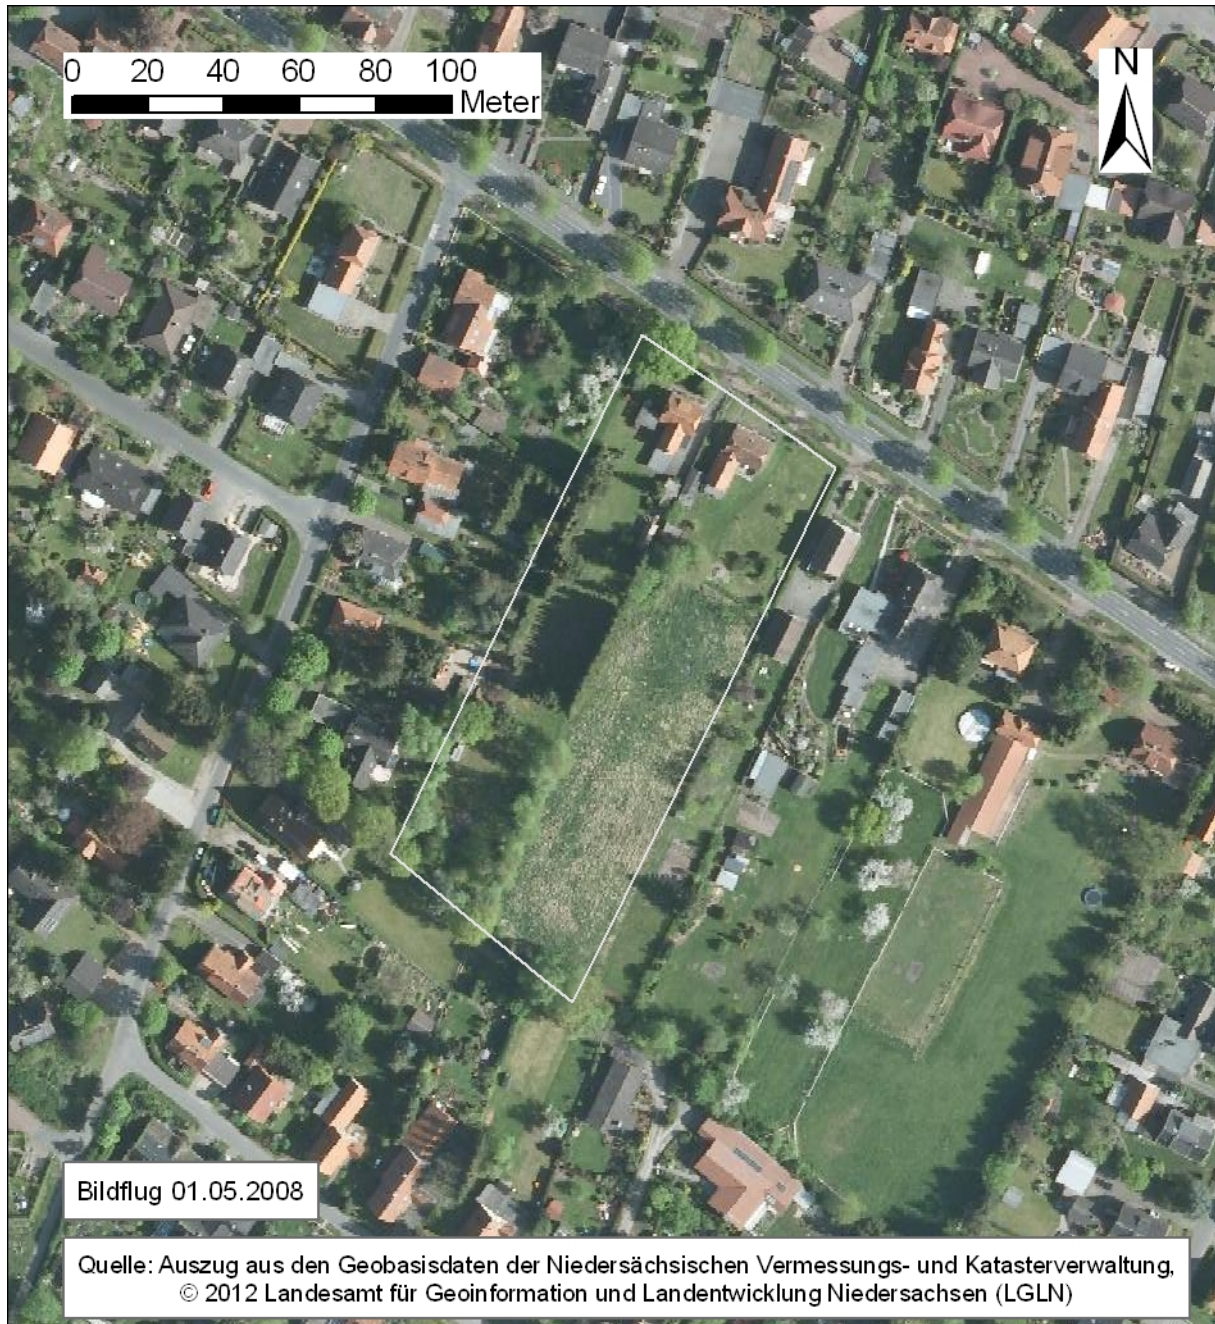 0 20 40 60 80 100
Meter
N
Bildflug 01.05.2008
Quelle: Auszug aus den Geobasisdaten der Niedersächsischen Vermessungs- und Katasterverwaltung,
© 2012 Landesamt für Geoinformation und Landentwicklung Niedersachsen (LGLN)